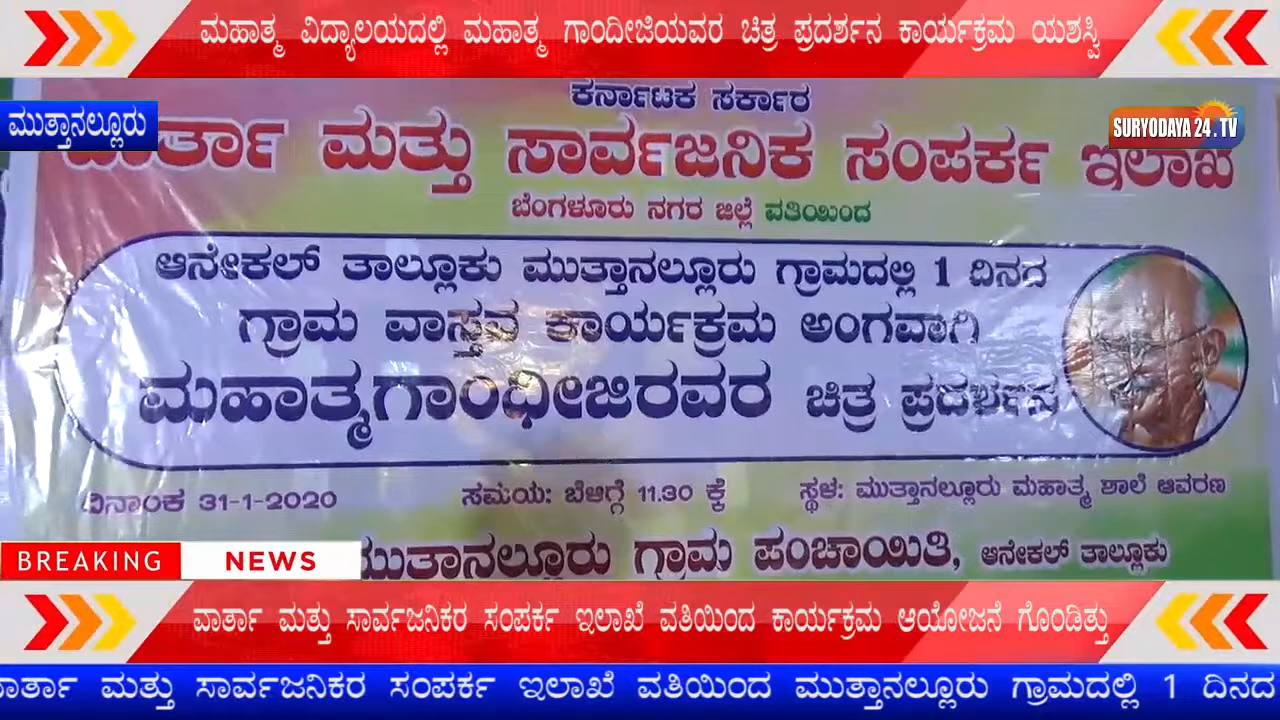 ಮಹಾತ್ಮ ವಿದ್ಯಾಲಯದಲ್ಲಿ ಮಹಾತ್ಮ ಗಾಂದೀಜಿಯವರ ಚಿತ್ರ ಪ್ರದರ್ಶನ ಕಾರ್ಯಕ್ರಮ ಯಶಸ್ವಿ
ಕರ್ನಾಟಕ ಸರ್ಕಾರ
ಮುತ್ತಾನಲ್ಲೂರು
SURYODAYA 24.TV
ಮತ್ತು ಸಾರ್ವಜನಿಕ ಸಂಪರ್ಕ ಇಲಾಖೆ
ಬೆಂಗಳೂರು ನಗರ ಜಿಲ್ಲೆ ವತಿಯಿಂದ
ಆನೇಕಲ್ ತಾಲ್ಲೂಕು ಮುತ್ತಾನಲ್ಲೂರು ಗ್ರಾಮದಲ್ಲಿ 1 ದಿನದ
ಗ್ರಾಮ ವಾಸ್ತವ ಕಾರ್ಯಕ್ರಮ ಅಂಗವಾಗಿ
ಮಹಾತ್ಮಗಾಂಧೀಜಿರವರ ಚಿತ್ರ ಪ್ರದರ್ಶನ
ದಿನಾಂಕ 31-1-2020 ಸಮಯ: ಬೆಳಗ್ಗೆ 11.30 ಕ್ಕೆ ಸ್ಥಳ: ಮುತ್ತಾನಲ್ಲೂರು ಮಹಾತ್ಮ ಶಾಲೆ ಆವರಣ
ಮುತಾನಲ್ಲೂರು ಗ್ರಾಮ ಪಂಚಾಯಿತಿ, ಆನೇಕಲ್ ತಾಲ್ಲೂಕು
BREAKING NEWS
ವಾರ್ತಾ ಮತ್ತು ಸಾರ್ವಜನಿಕರ ಸಂಪರ್ಕ ಇಲಾಖೆ ವತಿಯಿಂದ ಕಾರ್ಯಕ್ರಮ ಆಯೋಜನೆ ಗೊಂಡಿತ್ತು
ಮತ್ತು ಸಾರ್ವಜನಿಕರ ಸಂಪರ್ಕ ಇಲಾಖೆ ವತಿಯಿಂದ ಮುತ್ತಾನಲ್ಲೂರು ಗ್ರಾಮದಲ್ಲಿ 1 ದಿನದ